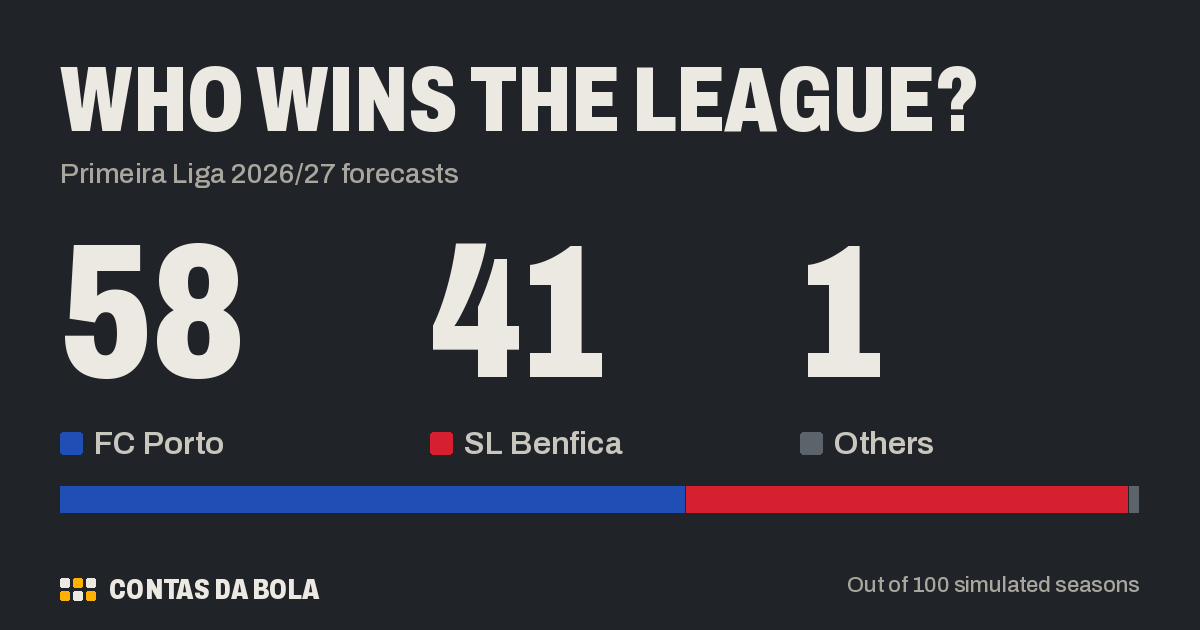 WHO WINS THE LEAGUE?
Primeira Liga 2026/27 forecasts
58 41 1
FC Porto SL Benfica Others
CONTAS DA BOLA
Out of 100 simulated seasons